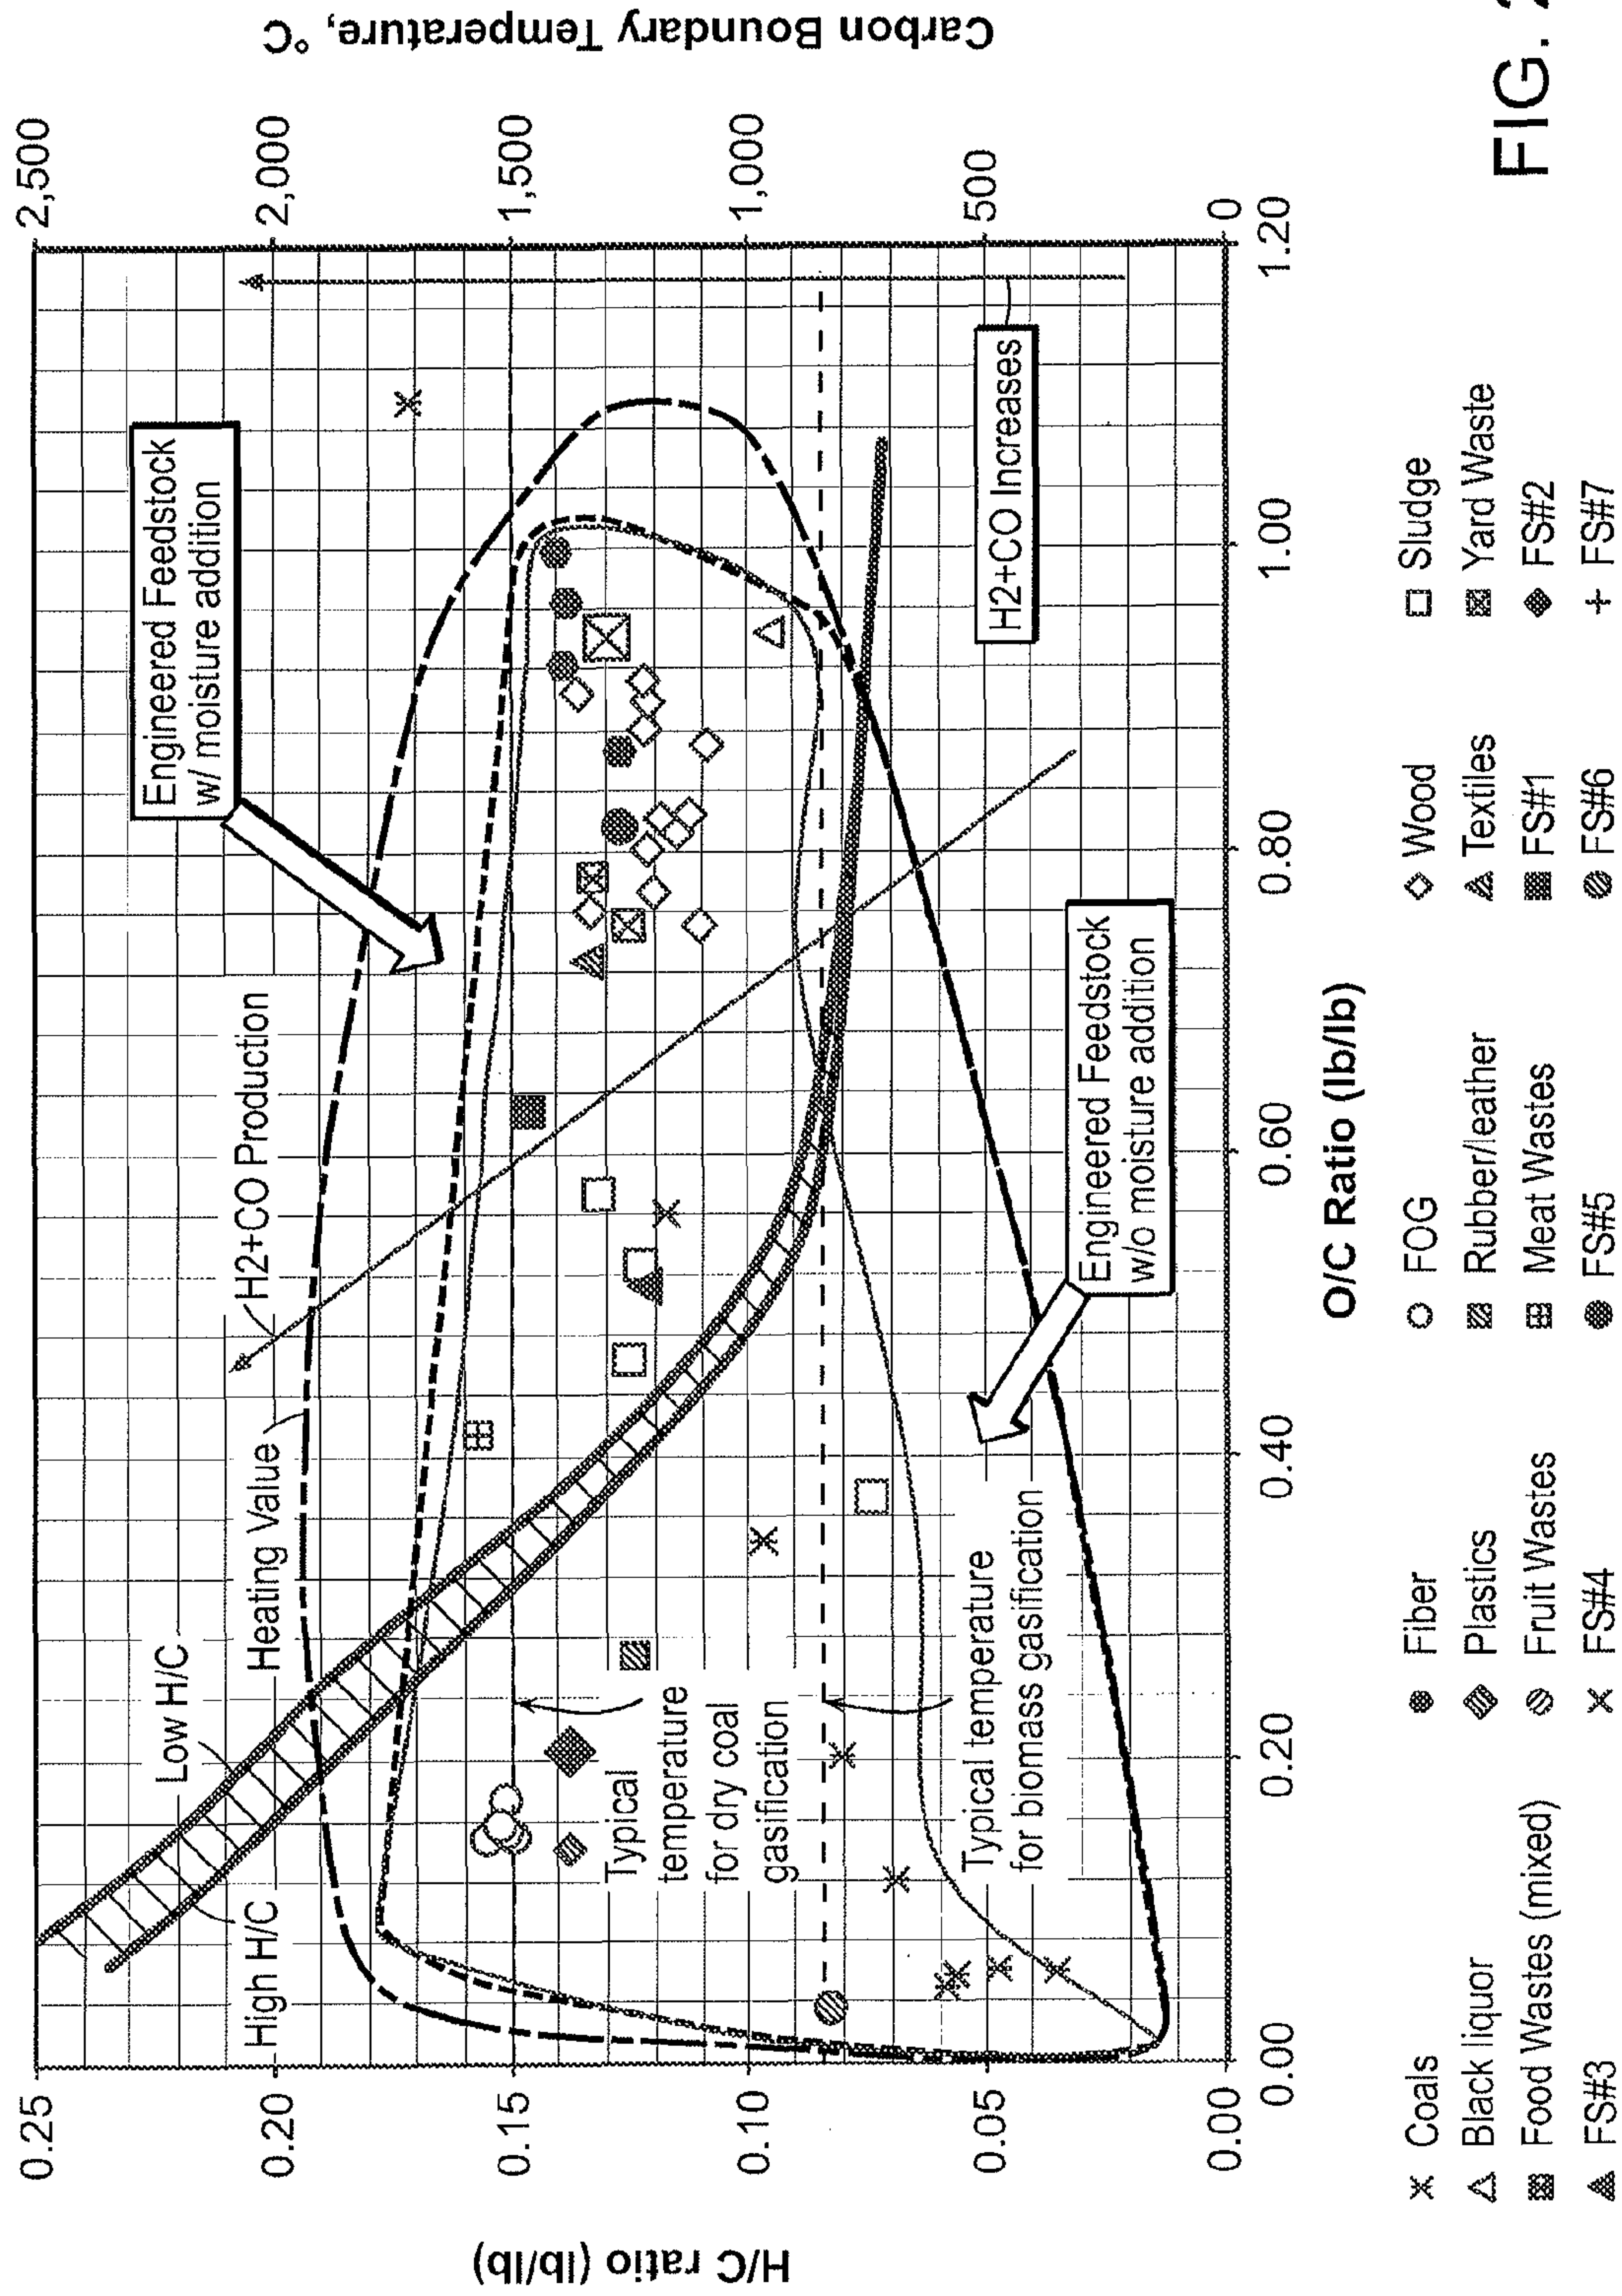 Carbon Boundary Temperature, °C
2,500
2,000
1,500
1,000
500
0
Engineered Feedstock
w/ moisture addition
H2+CO Production
Heating Value
Low H/C
High H/C
H2+CO Increases
Typical
temperature
for dry coal
gasification
Typical temperature
for biomass gasification
Engineered Feedstock
w/o moisture addition
0.25
0.20
0.15
0.10
0.05
0.00
H/C ratio (lb/lb)
0.00
0.20
0.40
0.60
0.80
1.00
1.20
O/C Ratio (lb/lb)
Coals
Fiber
FOG
Wood
Sludge
Black liquor
Plastics
Rubber/leather
Textiles
Yard Waste
Food Wastes (mixed)
Fruit Wastes
Meat Wastes
FS#1
FS#2
FS#3
FS#4
FS#5
FS#6
FS#7
FIG. 2